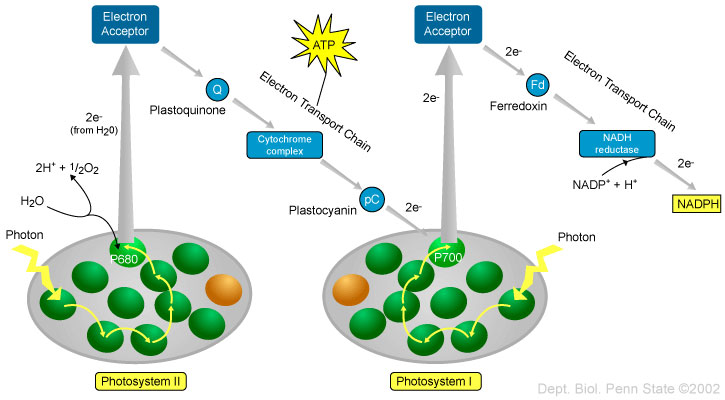 Electron
Acceptor
2e-
(from H20)
2H+ + 1/2O2
H2O
Photon
P680
Photosystem II
Q
Plastoquinone
ATP
Electron Transport Chain
Cytochrome
complex
pC
Plastocyanin
2e-
Electron
Acceptor
2e-
2e-
Fd
Ferredoxin
Electron Transport Chain
NADH
reductase
NADP+ + H+
2e-
NADPH
P700
Photon
Photosystem I
Dept. Biol. Penn State ©2002